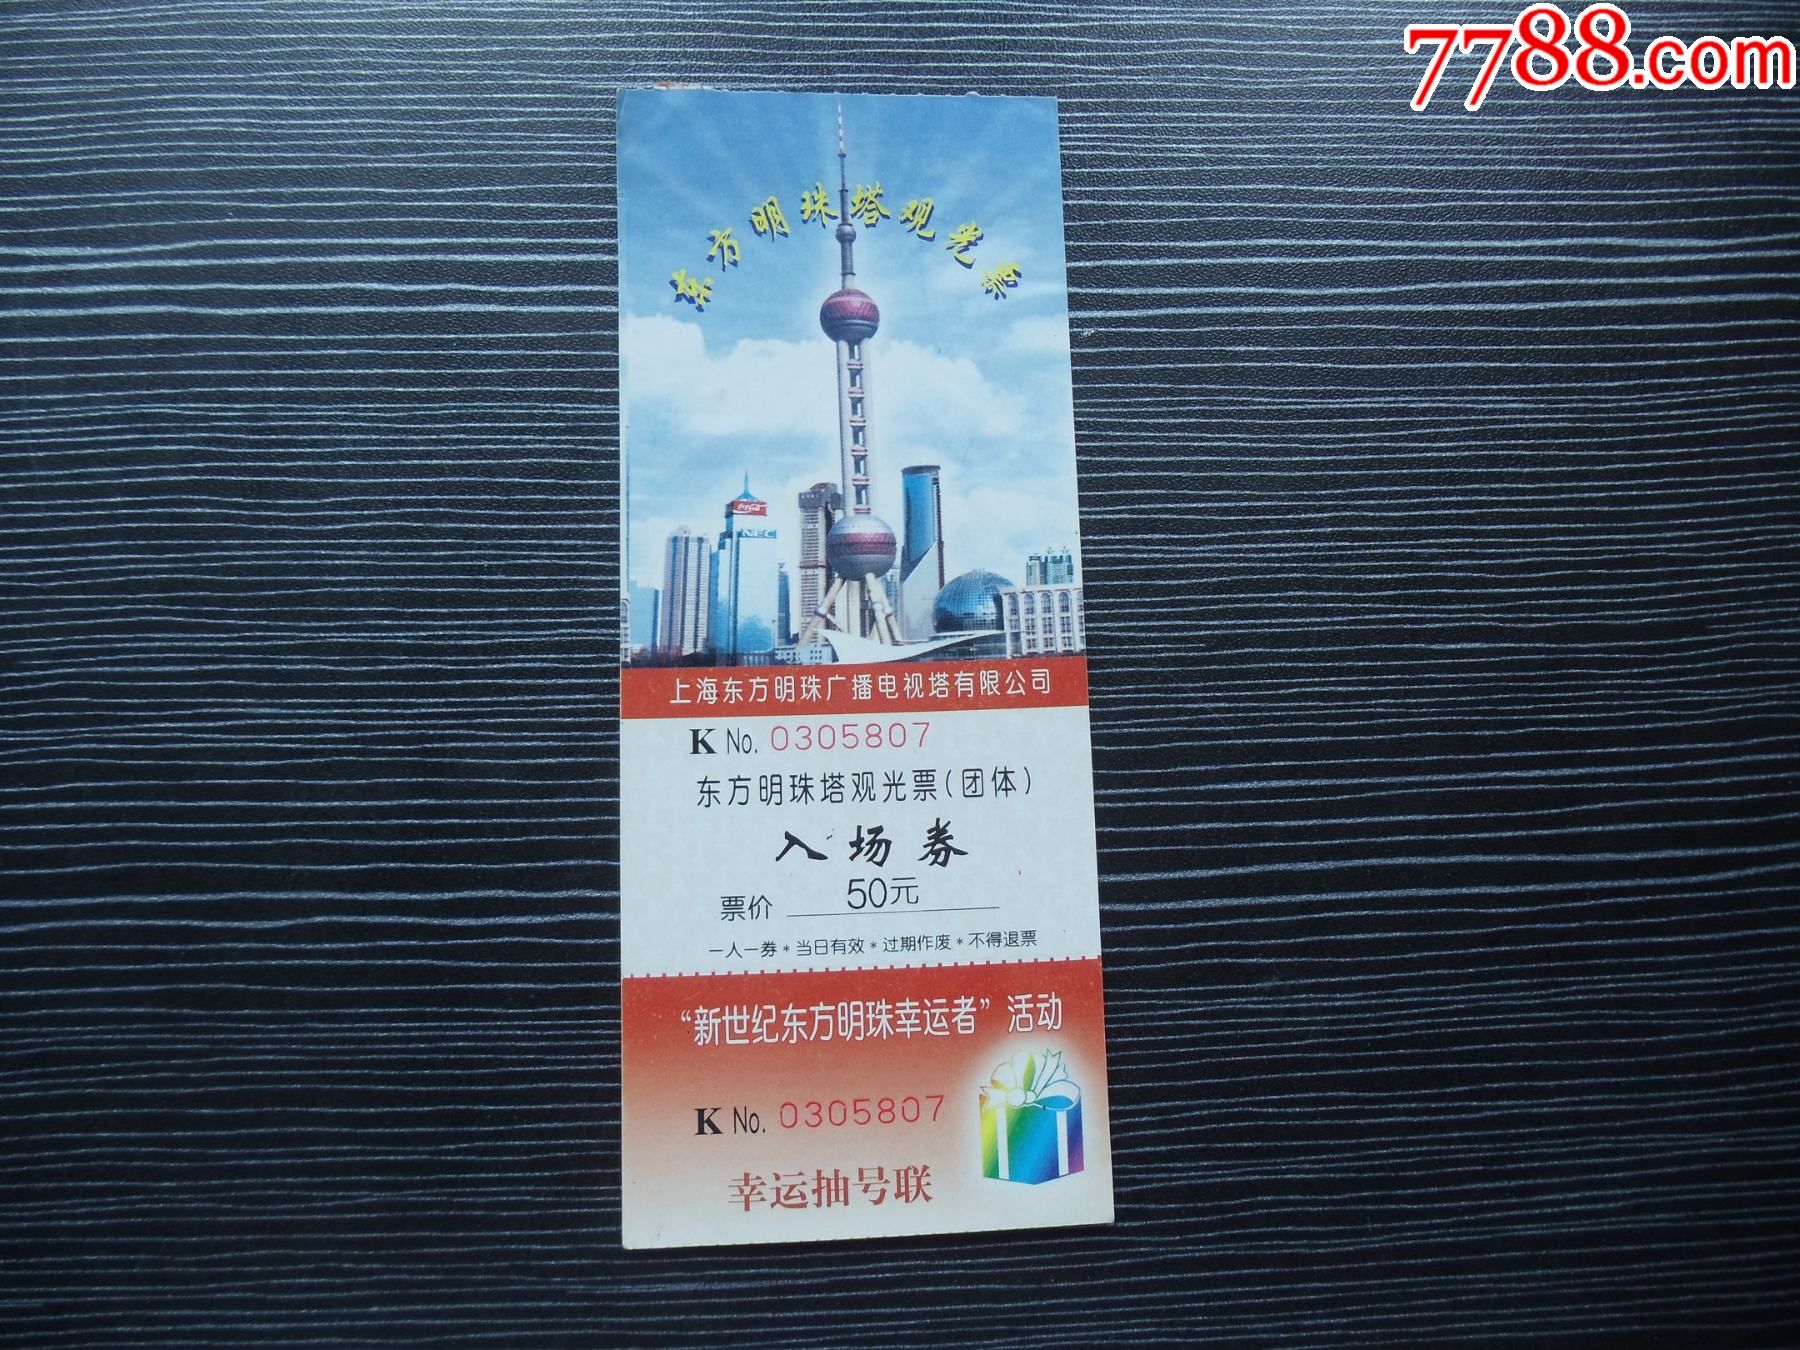 7788.com
东方明珠塔观光票
Coca-Cola
NEC
上海东方明珠广播电视塔有限公司
K No. 0305807
东方明珠塔观光票(团体)
入场券
票价 50元
一人一券*当日有效*过期作废*不得退票
“新世纪东方明珠幸运者”活动
K No. 0305807
幸运抽号联